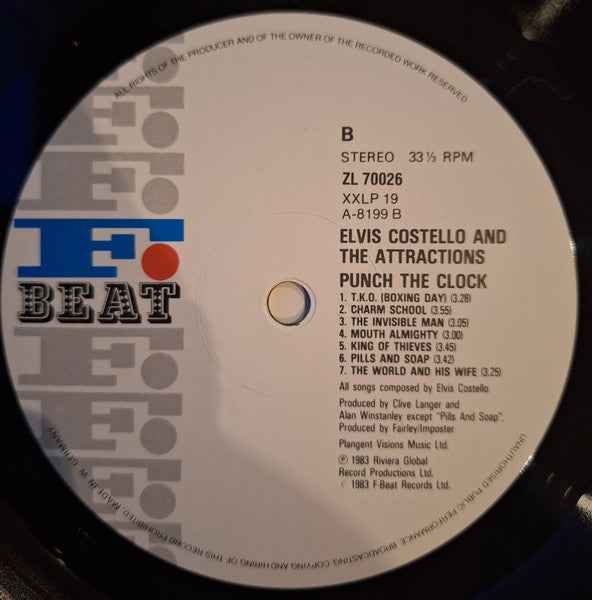 ALL RIGHTS OF THE PRODUCER AND OF THE OWNER OF THE RECORDED WORK RESERVED
B
STEREO 33⅓ RPM
ZL 70026
XXLP 19
A-8199 B
ELVIS COSTELLO AND
THE ATTRACTIONS
PUNCH THE CLOCK
1. T.K.O. (BOXING DAY) (3.28)
2. CHARM SCHOOL (3.55)
3. THE INVISIBLE MAN (3.05)
4. MOUTH ALMIGHTY (3.00)
5. KING OF THIEVES (3.45)
6. PILLS AND SOAP (3.42)
7. THE WORLD AND HIS WIFE (3.25)
All songs composed by Elvis Costello
Produced by Clive Langer and
Alan Winstanley except "Pills And Soap",
Produced by Fairley/Imposter
Plangent Visions Music Ltd.
℗ 1983 Riviera Global
Record Productions Ltd.
1983 F-Beat Records Ltd.
F.
BEAT
UNAUTHORISED PUBLIC PERFORMANCE, BROADCASTING, COPYING AND HIRING OF THIS RECORD PROHIBITED. MADE IN W. GERMANY